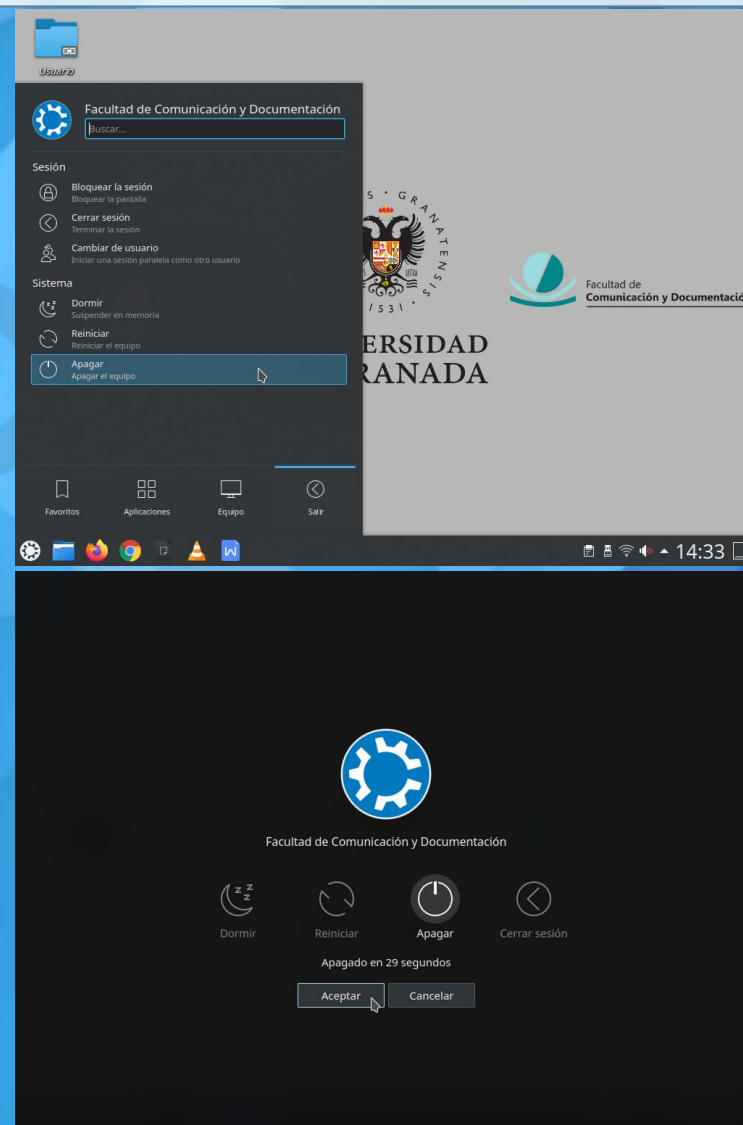 Usuario
Facultad de Comunicación y Documentación
Buscar...
Sesión
Bloquear la sesión
Bloquear la pantalla
Cerrar sesión
Terminar la sesión
Cambiar de usuario
Iniciar una sesión paralela como otro usuario
Sistema
Dormir
Suspender en memoria
Reiniciar
Reiniciar el equipo
Apagar
Apagar el equipo
Favoritos
Aplicaciones
Equipo
Salir
S · GRANATENSIS ·
1531
ERSIDAD
RANADA
Facultad de
Comunicación y Documentació
14:33
Facultad de Comunicación y Documentación
Dormir
Reiniciar
Apagar
Cerrar sesión
Apagado en 29 segundos
Aceptar
Cancelar